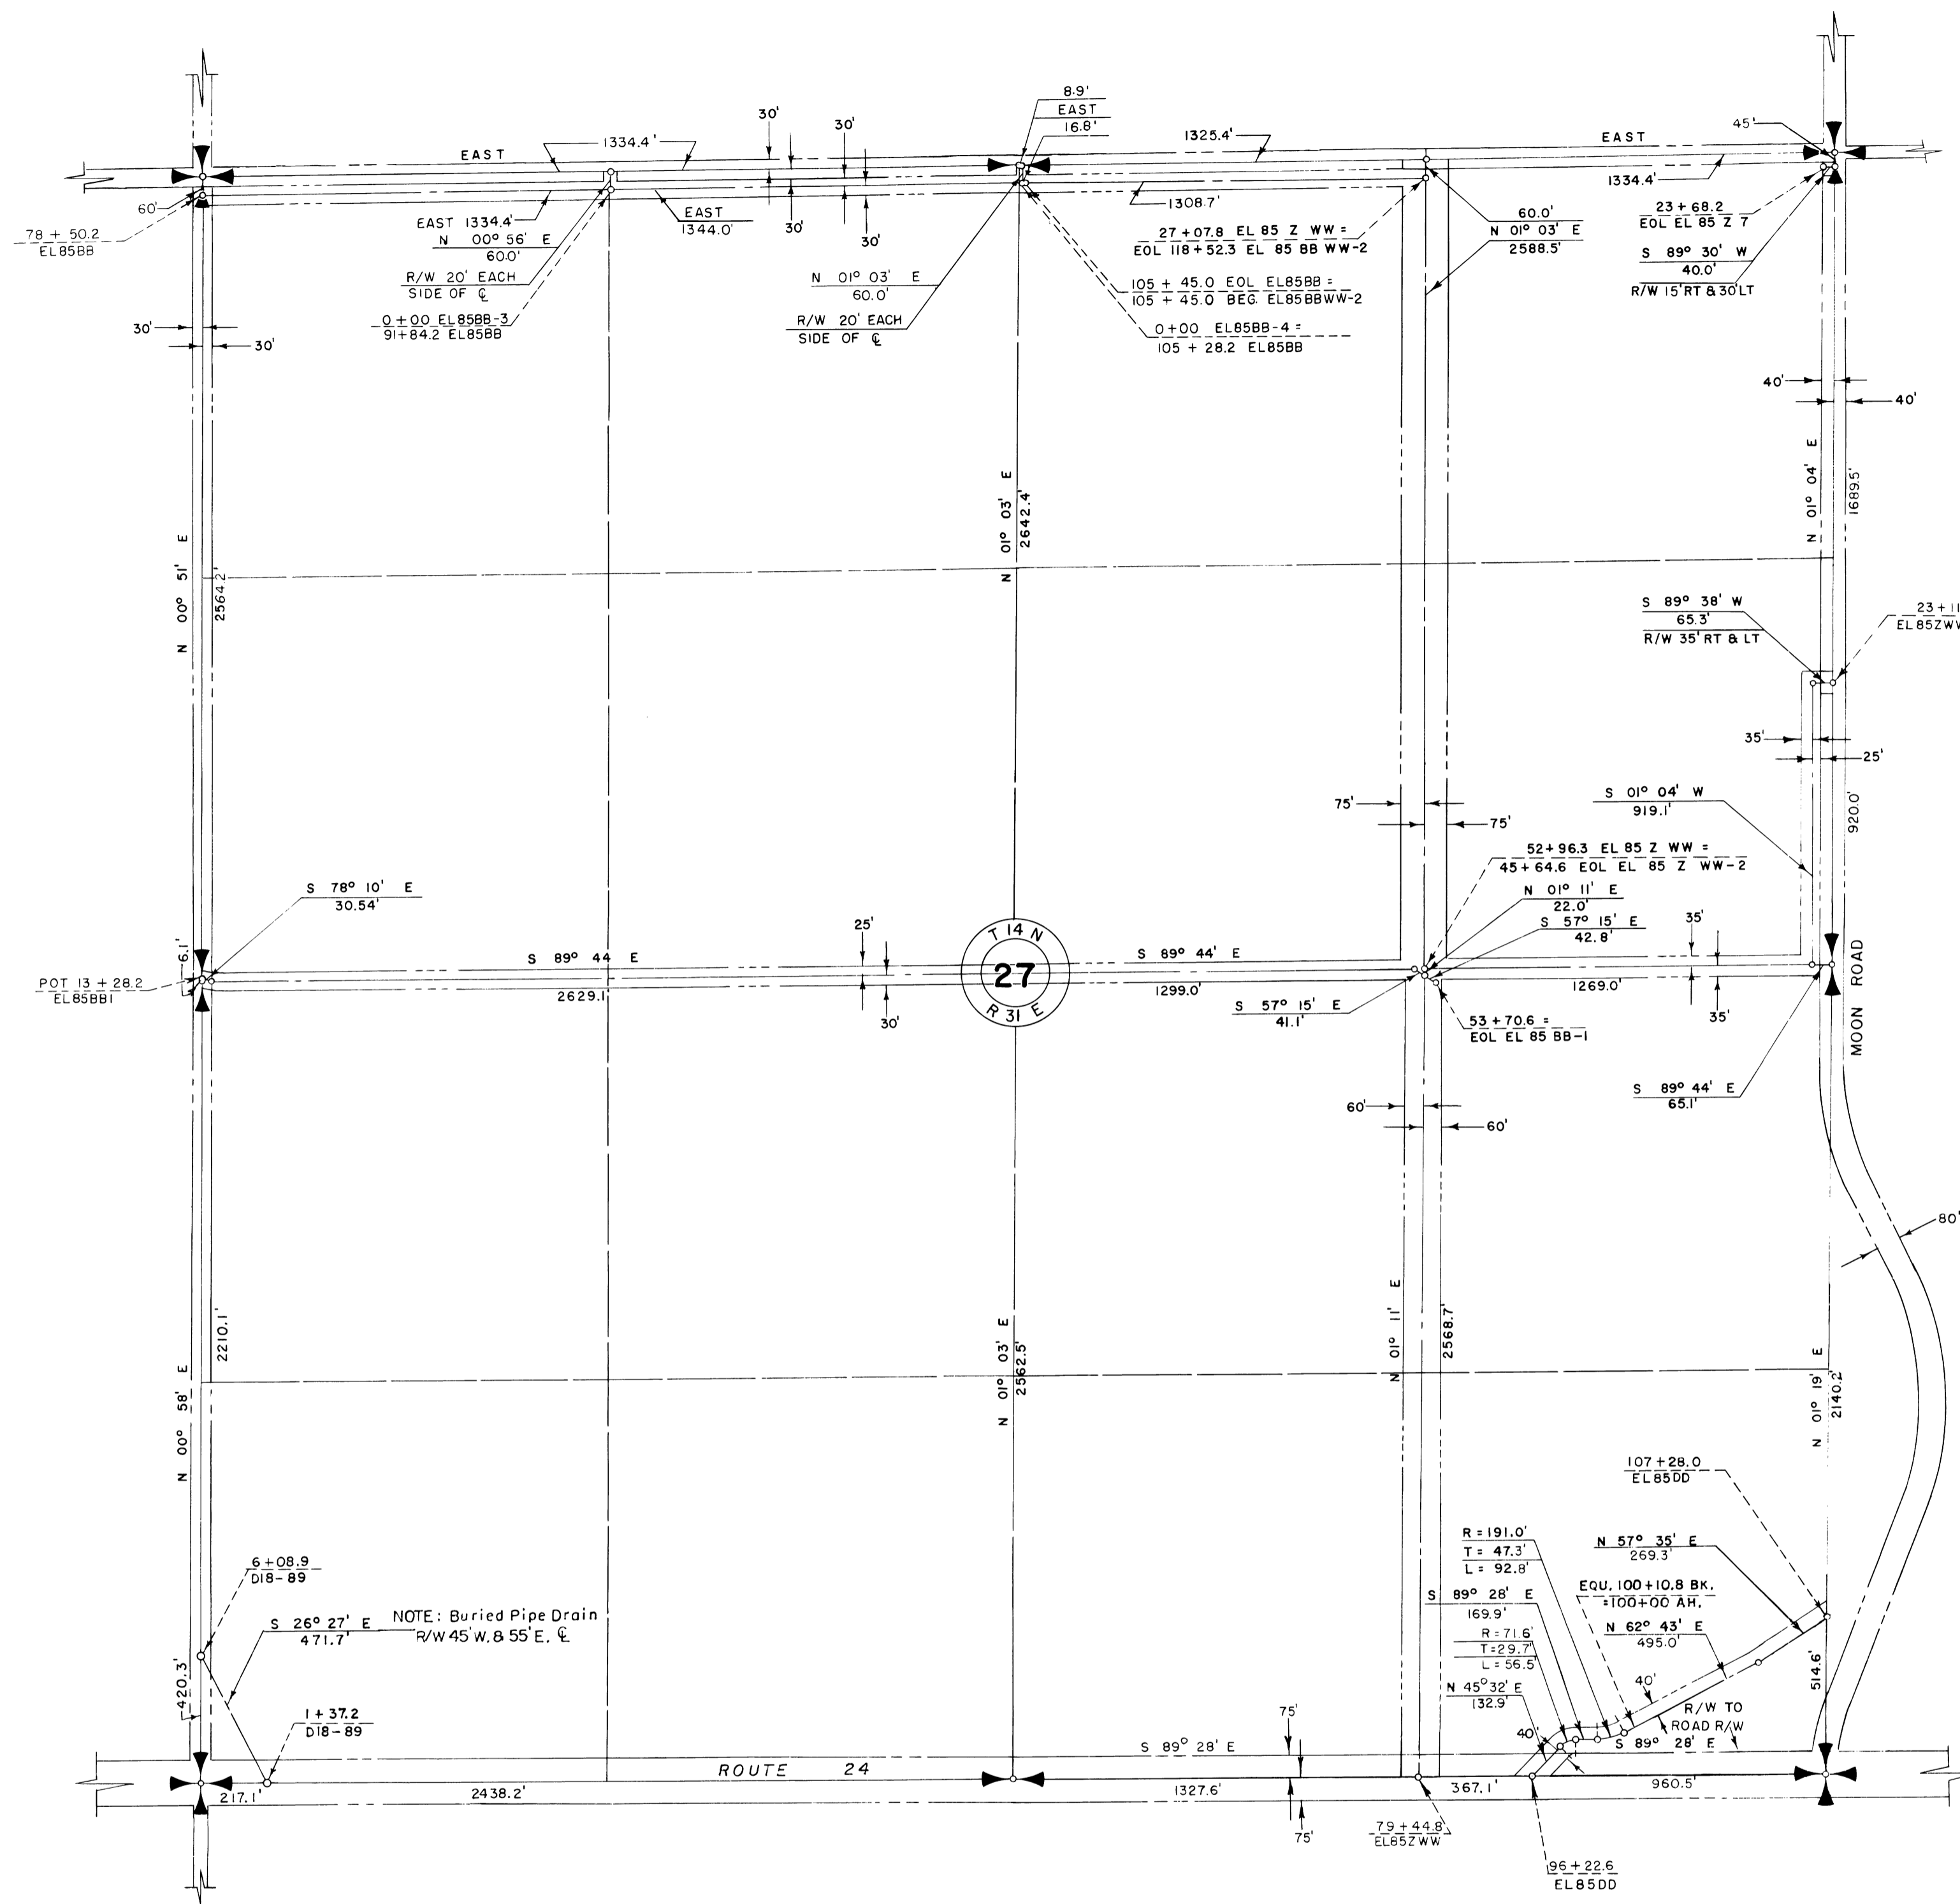 8.9'
EAST
16.8'
30'
30'
1334.4'
EAST
1325.4'
EAST
45'
1334.4'
60'
78 + 50.2
EL85BB
EAST 1334.4'
N 00° 56' E
60.0'
R/W 20' EACH
SIDE OF ℄
0+00 EL85BB-3
91+84.2 EL85BB
EAST
1344.0'
30'
30'
N 01° 03' E
60.0'
R/W 20' EACH
SIDE OF ℄
1308.7'
27+07.8 EL 85 Z WW =
EOL 118+52.3 EL 85 BB WW-2
105 + 45.0 EOL EL85BB =
105 + 45.0 BEG. EL85BBWW-2
0+00 EL85BB-4 =
105 + 28.2 EL85BB
60.0'
N 01° 03' E
2588.5'
23+68.2
EOL EL 85 Z 7
S 89° 30' W
40.0'
R/W 15'RT & 30'LT
30'
30'
40'
40'
N 00° 51' E
2564.2'
N 01° 03' E
2642.4'
N 01° 04' E
1689.5'
S 89° 38' W
65.3'
R/W 35'RT & LT
23+11
EL85ZWW
35'
25'
S 01° 04' W
919.1'
920.0'
75'
75'
52+96.3 EL 85 Z WW =
45+64.6 EOL EL 85 Z WW-2
N 01° 11' E
22.0'
S 57° 15' E
42.8'
35'
S 78° 10' E
30.54'
25'
S 89° 44 E
T 14 N
27
R 31 E
S 89° 44' E
16.1'
POT 13 + 28.2
EL85BB1
2629.1'
30'
1299.0'
S 57° 15' E
41.1'
53+70.6 =
EOL EL 85 BB-1
1269.0'
35'
MOON ROAD
S 89° 44' E
65.1'
60'
60'
80'
N 00° 58' E
2210.1'
N 01° 03' E
2562.5'
N 01° 11' E
2568.7'
N 01° 19' E
2140.2'
107+28.0
EL85DD
R = 191.0'
T = 47.3'
L = 92.8'
N 57° 35' E
269.3'
6+08.9
D18-89
S 26° 27' E
471.7'
NOTE: Buried Pipe Drain
R/W 45'W. & 55'E. ℄
S 89° 28' E
169.9'
EQU. 100+10.8 BK.
=100+00 AH.
R = 71.6'
T = 29.7'
L = 56.5'
N 62° 43' E
495.0'
420.3'
1+37.2
D18-89
N 45° 32' E
132.9'
40'
40'
R/W TO
ROAD R/W
514.6'
75'
S 89° 28' E
S 89° 28' E
ROUTE 24
217.1'
2438.2'
1327.6'
367.1'
960.5'
75'
79+44.8
EL85ZWW
96+22.6
EL85DD